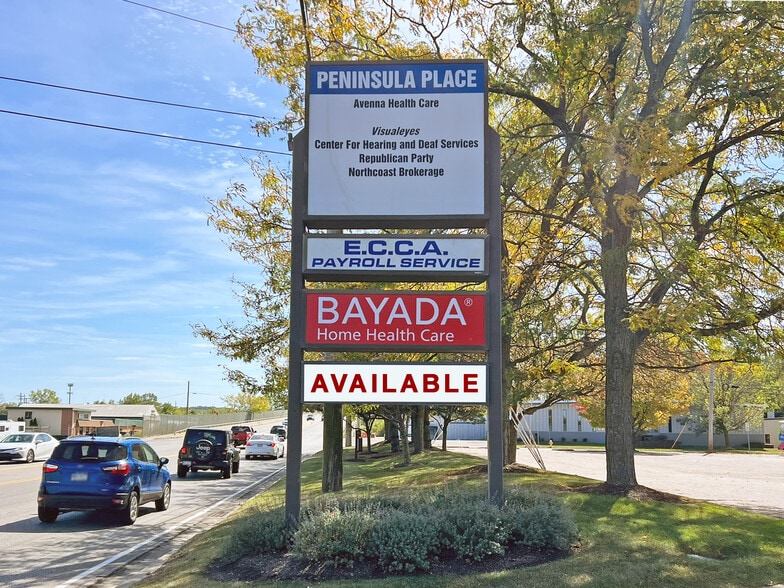 PENINSULA PLACE
Avenna Health Care
Visualeyes
Center For Hearing and Deaf Services
Republican Party
Northcoast Brokerage
E.C.C.A.
PAYROLL SERVICE
BAYADA®
Home Health Care
AVAILABLE